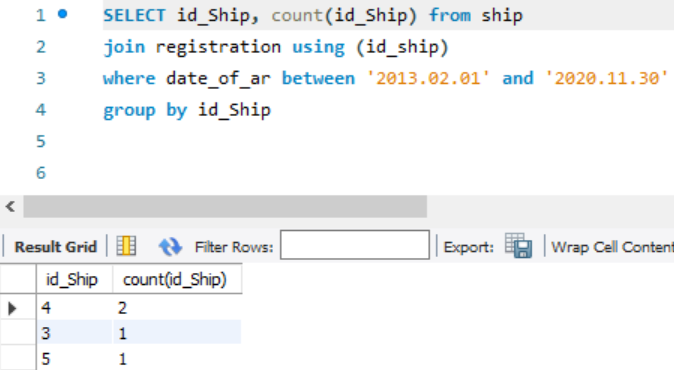 1 SELECT id_Ship, count(id_Ship) from ship
2 join registration using (id_ship)
3 where date_of_ar between '2013.02.01' and '2020.11.30'
4 group by id_Ship
5
6
Result Grid Filter Rows: Export: Wrap Cell Content
id_Ship count(id_Ship)
4 2
3 1
5 1